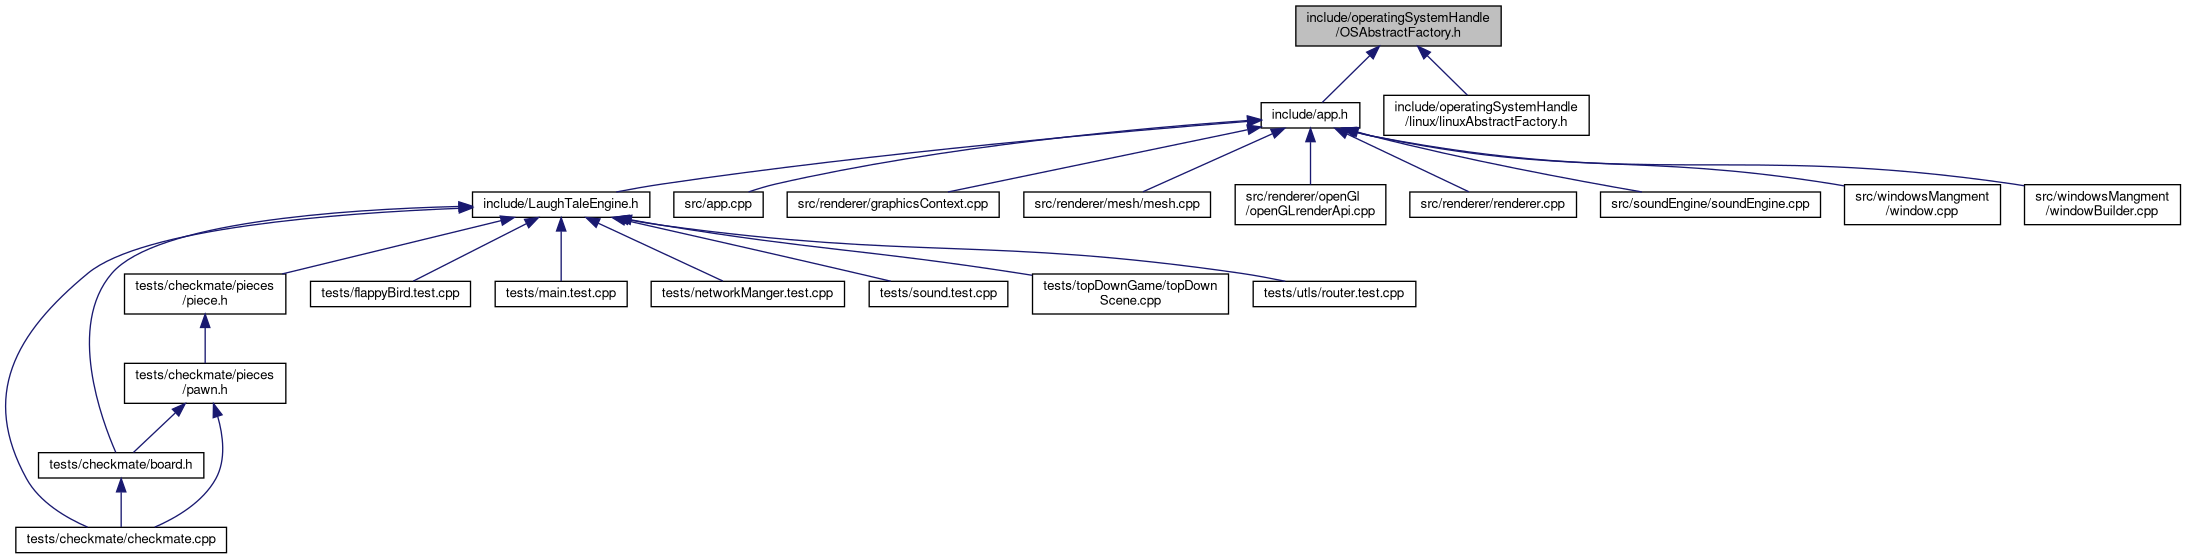 include/operatingSystemHandle
/OSAbstractFactory.h
include/app.h
include/operatingSystemHandle
/linux/linuxAbstractFactory.h
include/LaughTaleEngine.h
src/app.cpp
src/renderer/graphicsContext.cpp
src/renderer/mesh/mesh.cpp
src/renderer/openGl
/openGLrenderApi.cpp
src/renderer/renderer.cpp
src/soundEngine/soundEngine.cpp
src/windowsMangment
/window.cpp
src/windowsMangment
/windowBuilder.cpp
tests/checkmate/pieces
/piece.h
tests/flappyBird.test.cpp
tests/main.test.cpp
tests/networkManger.test.cpp
tests/sound.test.cpp
tests/topDownGame/topDown
Scene.cpp
tests/utls/router.test.cpp
tests/checkmate/pieces
/pawn.h
tests/checkmate/board.h
tests/checkmate/checkmate.cpp